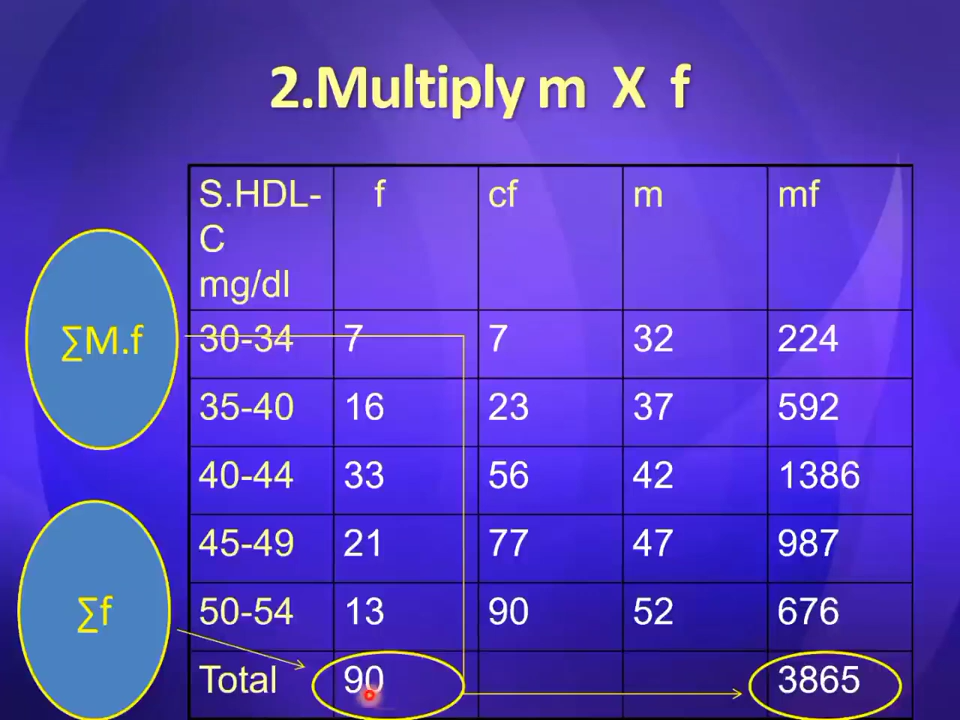 2.Multiply m X f
S.HDL-C mg/dl f cf m mf
30-34 7 7 32 224
35-40 16 23 37 592
40-44 33 56 42 1386
45-49 21 77 47 987
50-54 13 90 52 676
Total 90 3865
∑M.f
∑f